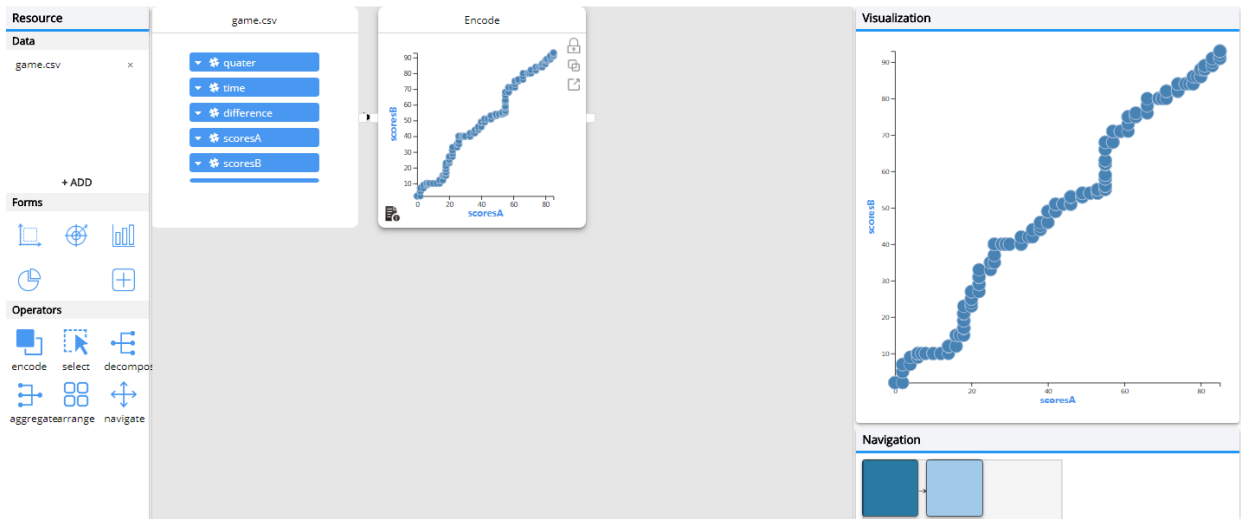 Resource
Data
game.csv ×
+ ADD
Forms
Operators
encode select decompos
aggregate arrange navigate
game.csv
quater
time
difference
scoresA
scoresB
Encode
90
80
70
60
50
40
30
20
10
scoresB
0 20 40 60 80
scoresA
Visualization
90
80
70
60
50
40
30
20
10
scoresB
20 40 60 80
scoresA
Navigation